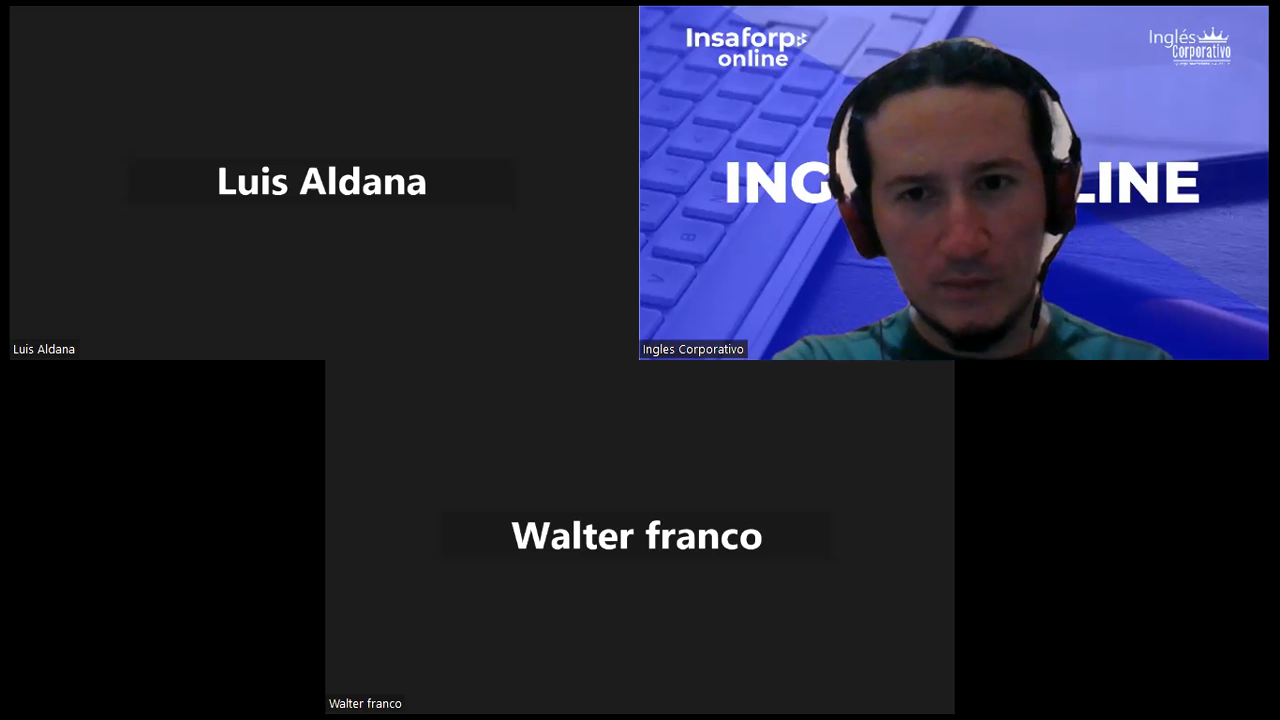 Luis Aldana
Luis Aldana
Insaforp
online
Inglés
Corporativo
ING
LINE
Ingles Corporativo
Walter franco
Walter franco